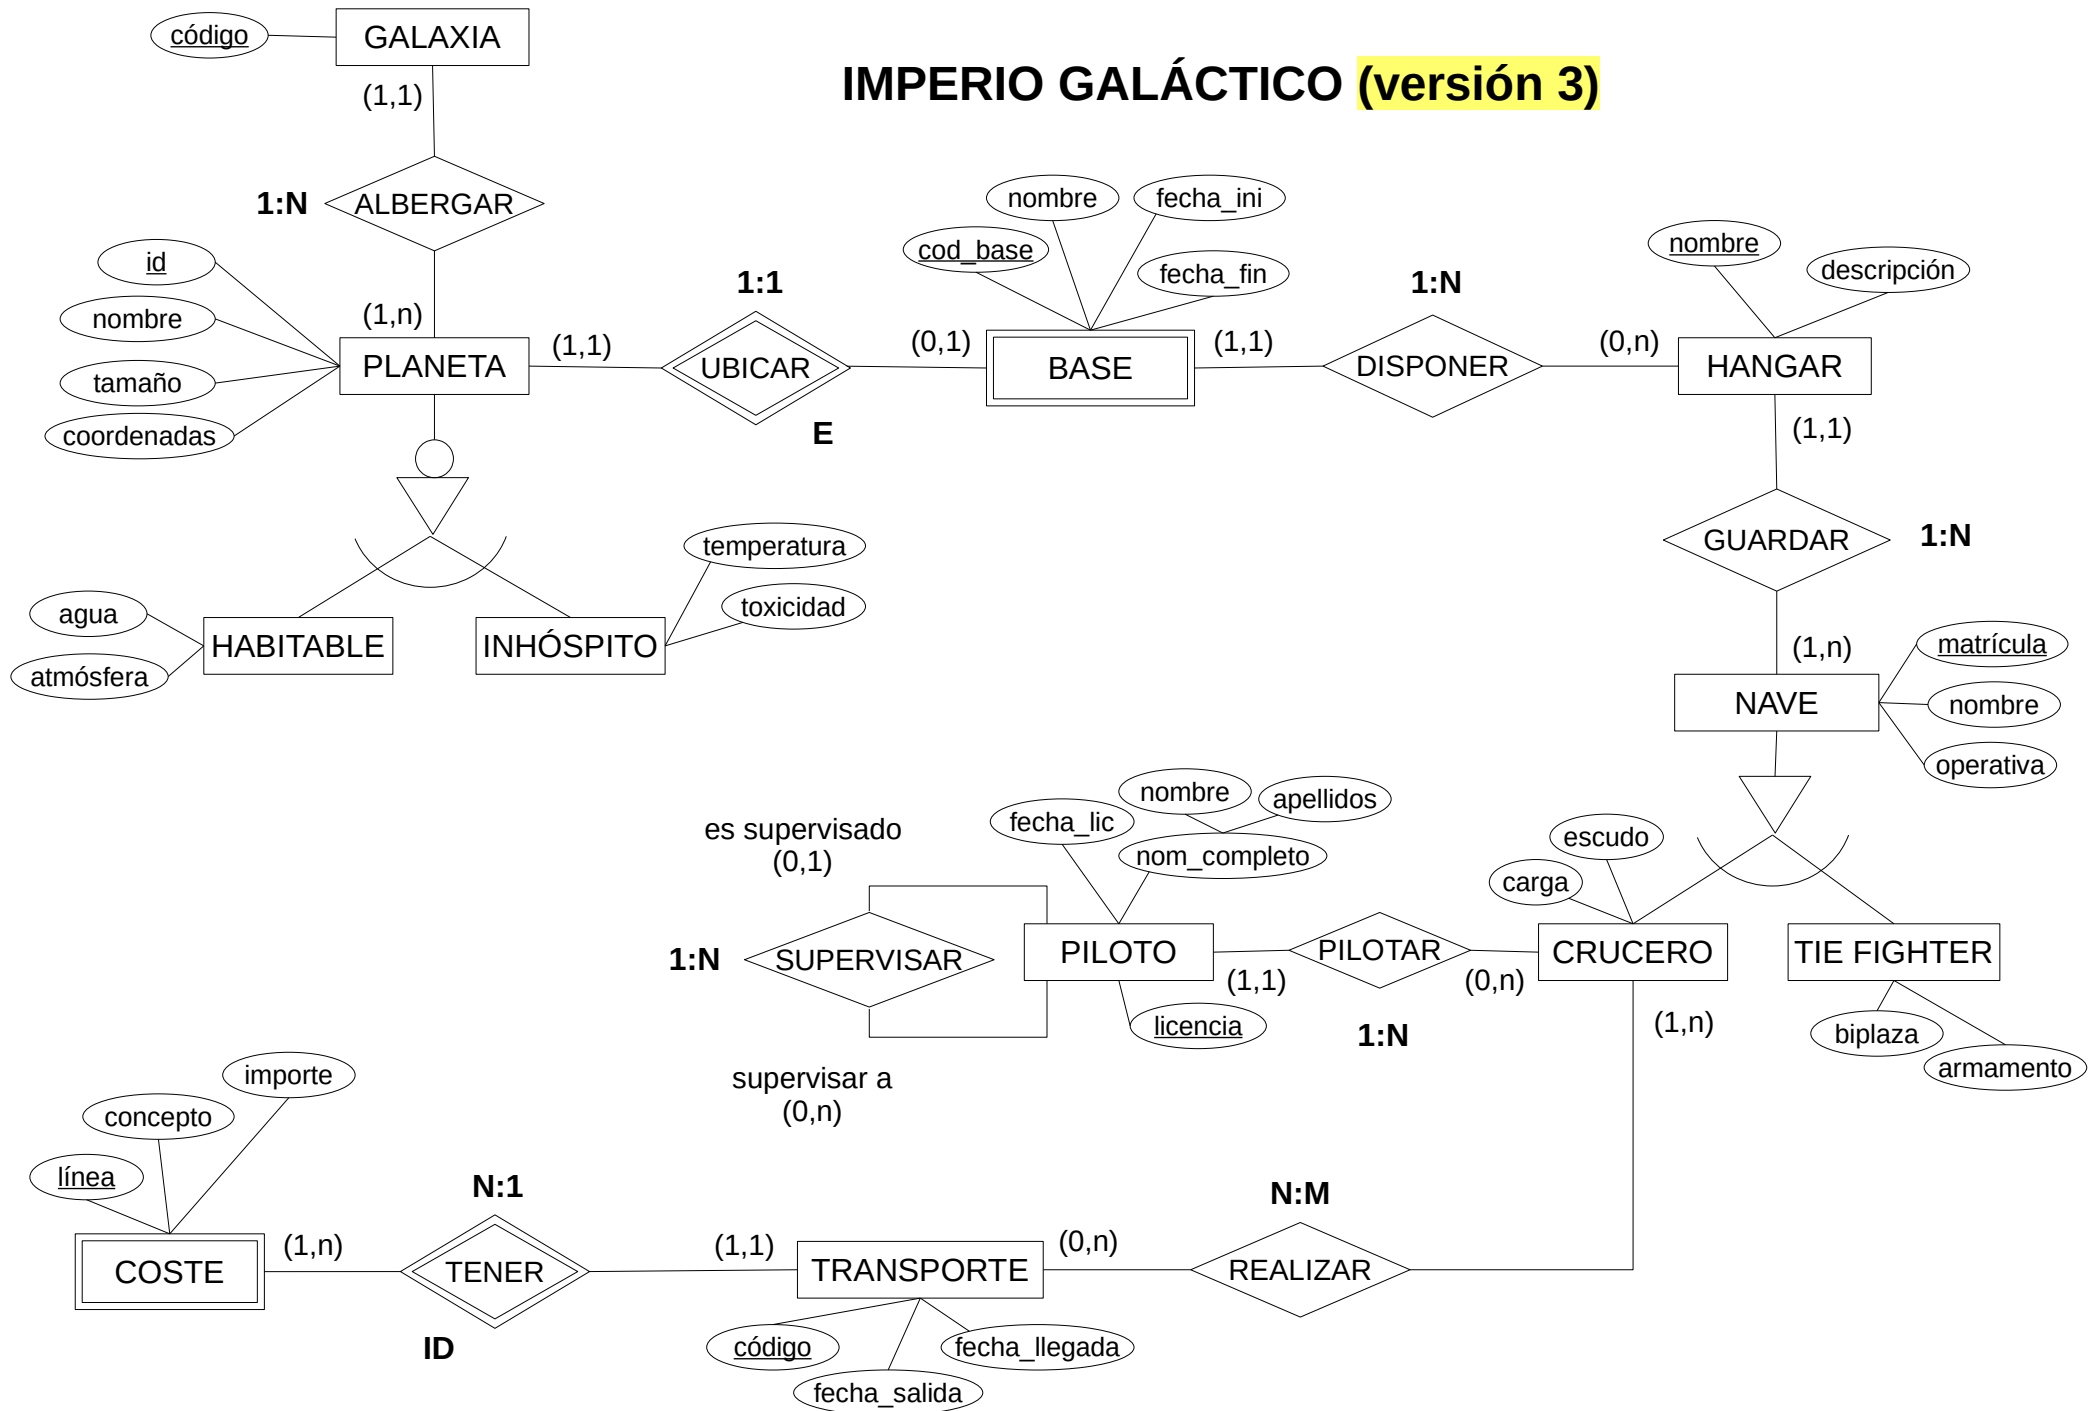 IMPERIO GALÁCTICO (versión 3)
código
GALAXIA
(1,1)
1:N
ALBERGAR
id
nombre
tamaño
coordenadas
(1,n)
PLANETA
(1,1)
1:1
UBICAR
E
(0,1)
nombre
fecha_ini
cod_base
fecha_fin
BASE
(1,1)
1:N
DISPONER
(0,n)
nombre
descripción
HANGAR
(1,1)
GUARDAR
1:N
(1,n)
agua
atmósfera
HABITABLE
INHÓSPITO
temperatura
toxicidad
NAVE
matrícula
nombre
operativa
es supervisado
(0,1)
1:N
SUPERVISAR
supervisar a
(0,n)
fecha_lic
nombre
apellidos
nom_completo
PILOTO
licencia
(1,1)
PILOTAR
(0,n)
1:N
escudo
carga
CRUCERO
(1,n)
TIE FIGHTER
biplaza
armamento
importe
concepto
línea
COSTE
(1,n)
N:1
TENER
ID
(1,1)
TRANSPORTE
código
fecha_salida
fecha_llegada
(0,n)
N:M
REALIZAR